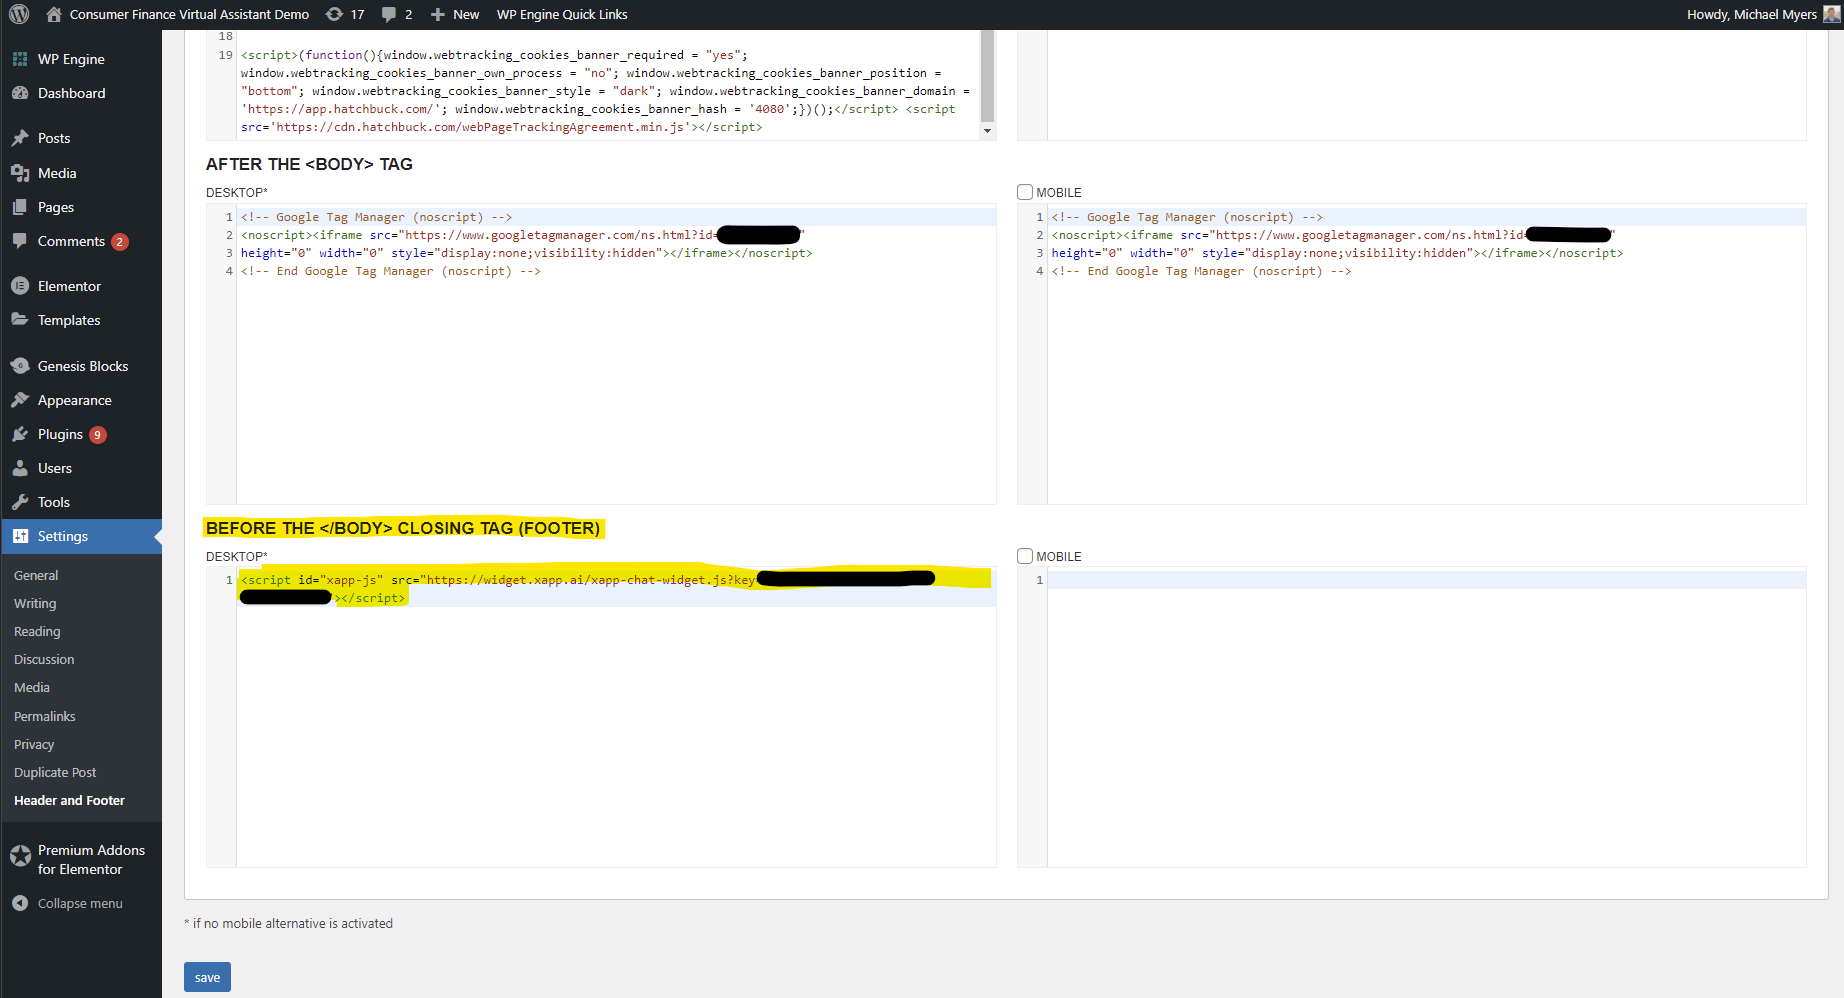 Consumer Finance Virtual Assistant Demo 17 2 New WP Engine Quick Links Howdy, Michael Myers
WP Engine
Dashboard
Posts
Media
Pages
Comments 2
Elementor
Templates
Genesis Blocks
Appearance
Plugins 9
Users
Tools
Settings
General
Writing
Reading
Discussion
Media
Permalinks
Privacy
Duplicate Post
Header and Footer
Premium Addons
for Elementor
Collapse menu
18
19 <script>(function(){window.webtracking_cookies_banner_required = "yes";
window.webtracking_cookies_banner_own_process = "no"; window.webtracking_cookies_banner_position =
"bottom"; window.webtracking_cookies_banner_style = "dark"; window.webtracking_cookies_banner_domain =
'https://app.hatchbuck.com/'; window.webtracking_cookies_banner_hash = '4080';})();</script> <script
src='https://cdn.hatchbuck.com/webPageTrackingAgreement.min.js'></script>
AFTER THE <BODY> TAG
DESKTOP*
1 <!-- Google Tag Manager (noscript) -->
2 <noscript><iframe src="https://www.googletagmanager.com/ns.html?id= "
3 height="0" width="0" style="display:none;visibility:hidden"></iframe></noscript>
4 <!-- End Google Tag Manager (noscript) -->
MOBILE
1 <!-- Google Tag Manager (noscript) -->
2 <noscript><iframe src="https://www.googletagmanager.com/ns.html?id= "
3 height="0" width="0" style="display:none;visibility:hidden"></iframe></noscript>
4 <!-- End Google Tag Manager (noscript) -->
BEFORE THE </BODY> CLOSING TAG (FOOTER)
DESKTOP*
1 <script id="xapp-js" src="https://widget.xapp.ai/xapp-chat-widget.js?key
"></script>
MOBILE
1
* if no mobile alternative is activated
save